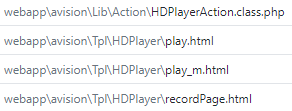 webapp\avision\Lib\Action\HDPlayerAction.class.php
webapp\avision\Tpl\HDPlayer\play.html
webapp\avision\Tpl\HDPlayer\play_m.html
webapp\avision\Tpl\HDPlayer\recordPage.html